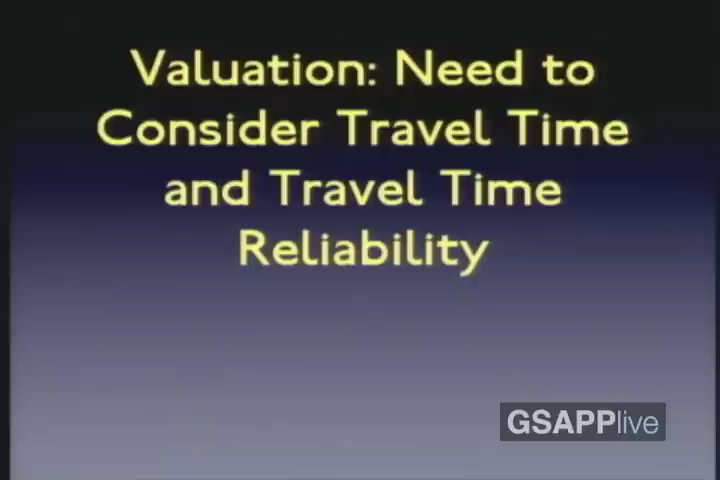 Valuation: Need to
Consider Travel Time
and Travel Time
Reliability
GSAPPlive